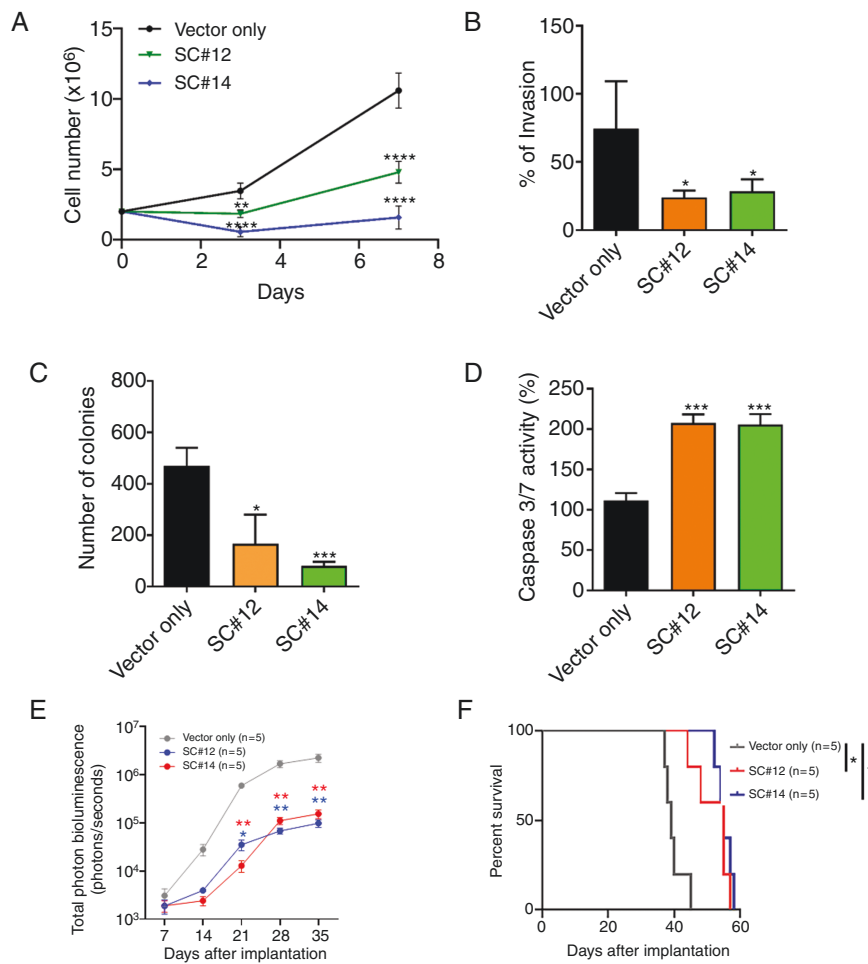 A
Cell number (x10⁶)
15
10
5
0
0 2 4 6 8
Days
Vector only
SC#12
SC#14
**
****
****
****
B
% of Invasion
150
100
50
0
*
*
Vector only
SC#12
SC#14
C
Number of colonies
800
600
400
200
0
*
***
Vector only
SC#12
SC#14
D
Caspase 3/7 activity (%)
250
200
150
100
50
0
***
***
Vector only
SC#12
SC#14
E
Total photon bioluminescence
(photons/seconds)
10⁷
10⁶
10⁵
10⁴
10³
7 14 21 28 35
Days after implantation
Vector only (n=5)
SC#12 (n=5)
SC#14 (n=5)
**
*
**
**
**
**
F
Percent survival
100
50
0
0 20 40 60
Days after implantation
Vector only (n=5)
SC#12 (n=5)
SC#14 (n=5)
*